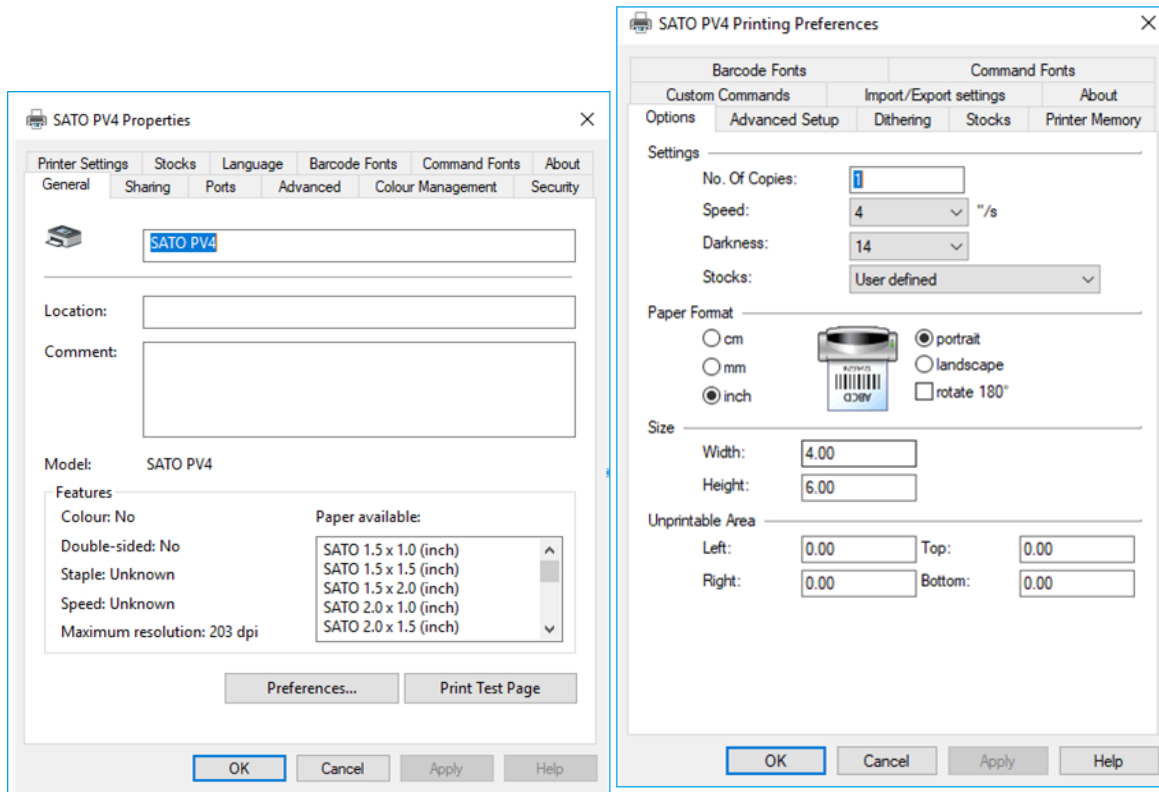 SATO PV4 Properties
Printer Settings Stocks Language Barcode Fonts Command Fonts About
General Sharing Ports Advanced Colour Management Security
SATO PV4
Location:
Comment:
Model: SATO PV4
Features
Colour: No
Double-sided: No
Staple: Unknown
Speed: Unknown
Maximum resolution: 203 dpi
Paper available:
SATO 1.5 x 1.0 (inch)
SATO 1.5 x 1.5 (inch)
SATO 1.5 x 2.0 (inch)
SATO 2.0 x 1.0 (inch)
SATO 2.0 x 1.5 (inch)
Preferences... Print Test Page
OK Cancel Apply Help
SATO PV4 Printing Preferences
Barcode Fonts Command Fonts
Custom Commands Import/Export settings About
Options Advanced Setup Dithering Stocks Printer Memory
Settings
No. Of Copies: 1
Speed: 4 "/s
Darkness: 14
Stocks: User defined
Paper Format
cm
mm
inch
ABCD
portrait
landscape
rotate 180°
Size
Width: 4.00
Height: 6.00
Unprintable Area
Left: 0.00 Top: 0.00
Right: 0.00 Bottom: 0.00
OK Cancel Apply Help